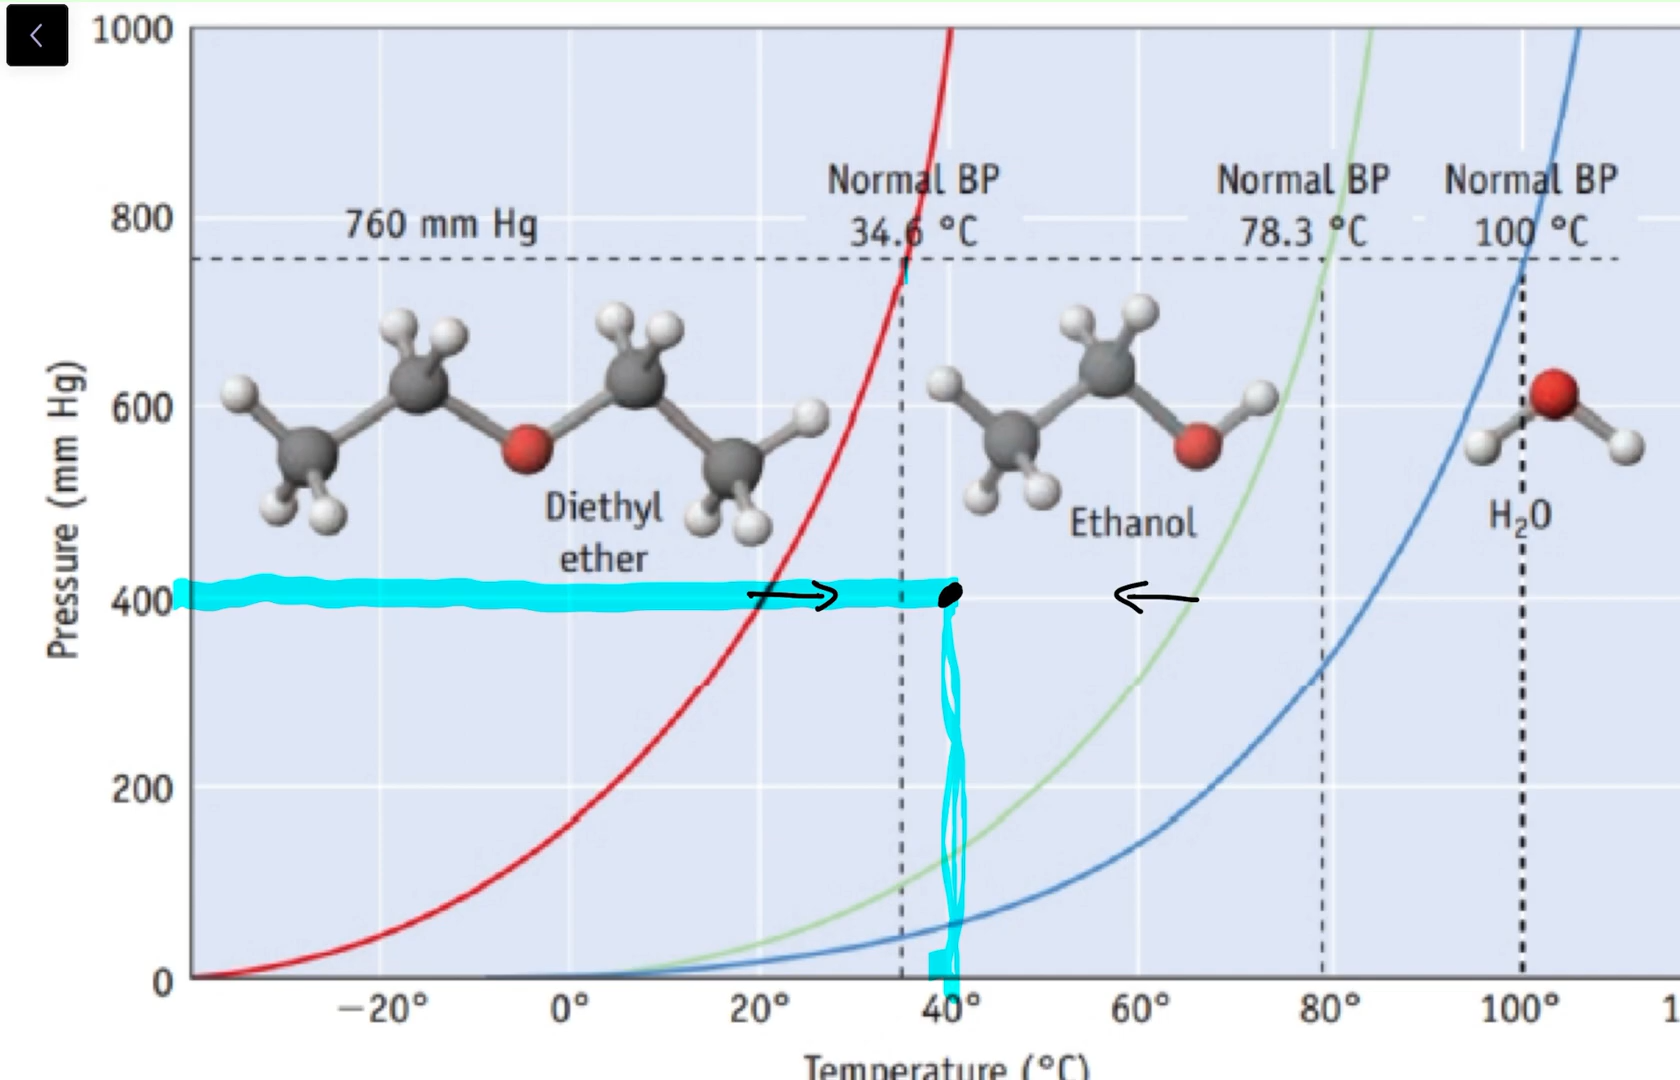 1000
800
600
400
200
0
Pressure (mm Hg)
760 mm Hg
Normal BP
34.6 °C
Normal BP
78.3 °C
Normal BP
100 °C
Diethyl
ether
Ethanol
H₂O
−20° 0° 20° 40° 60° 80° 100° 1
Temperature (°C)